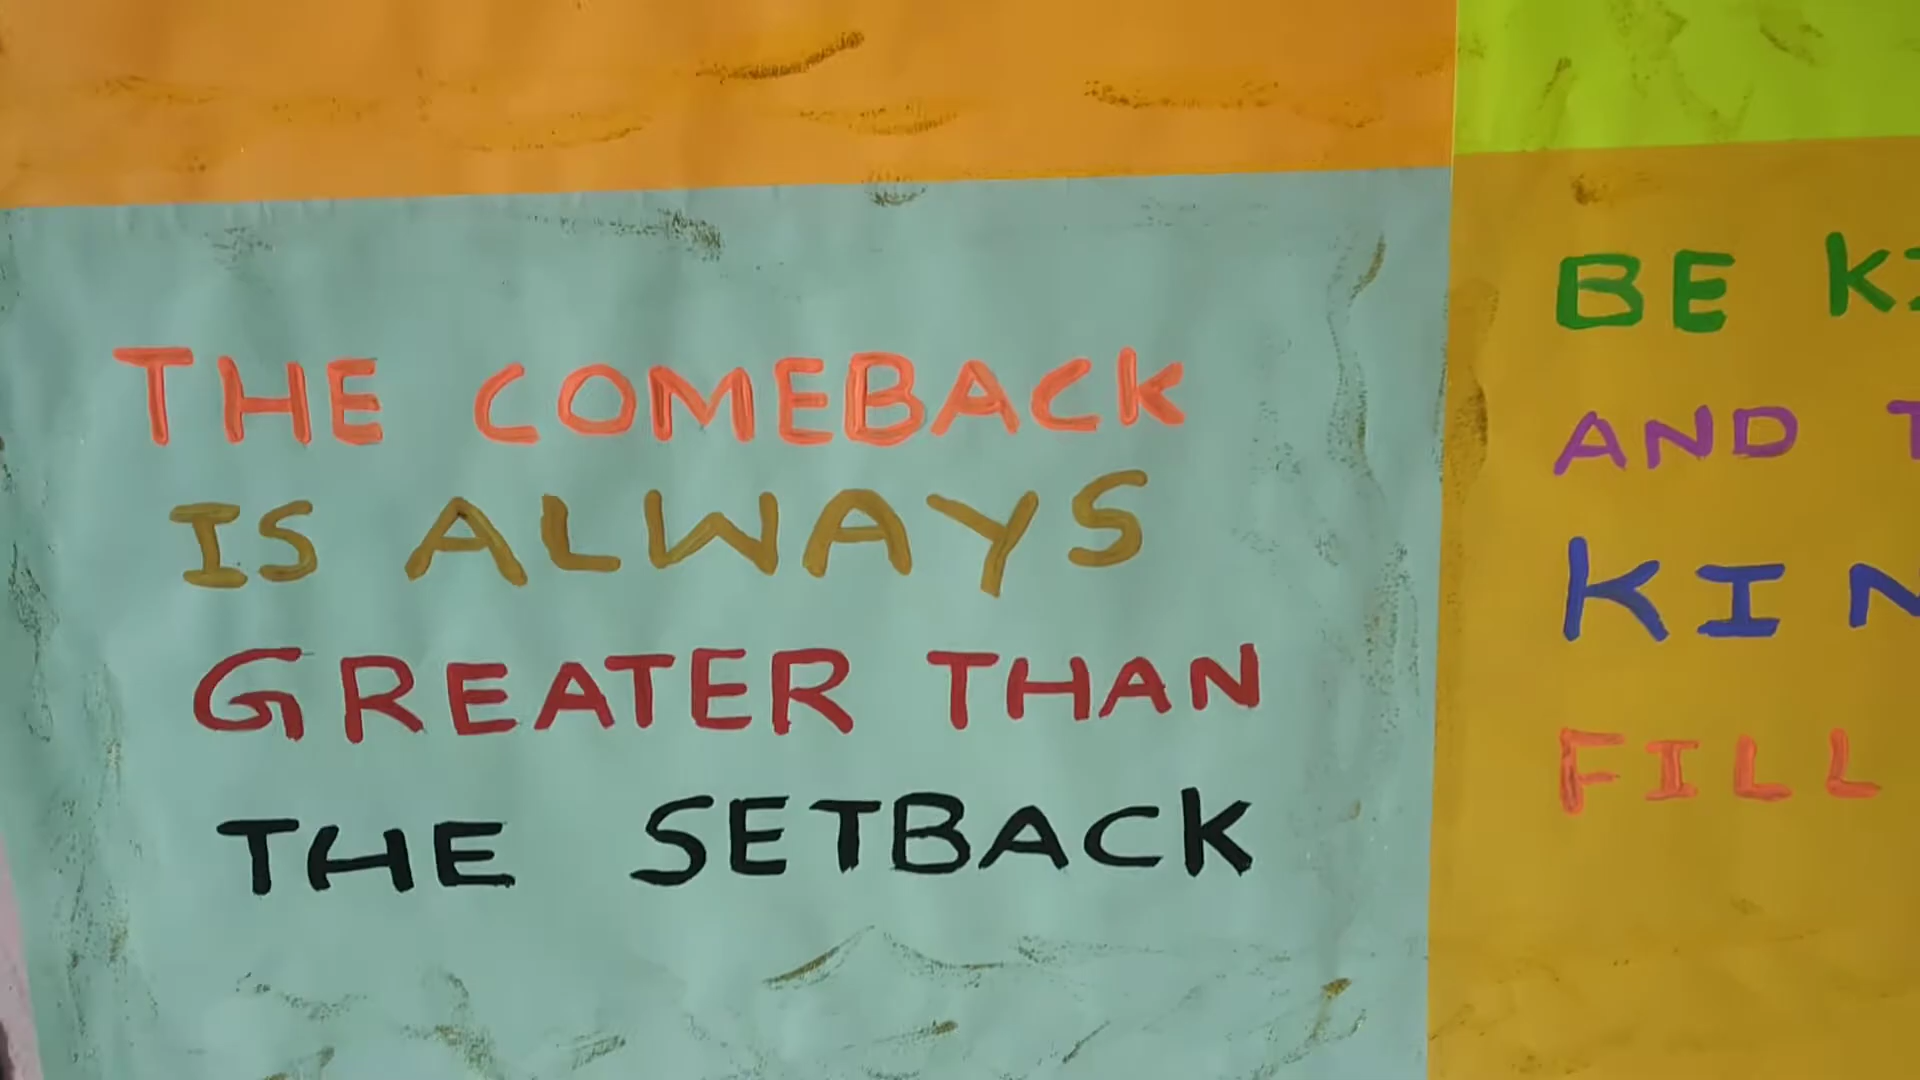 THE COMEBACK
IS ALWAYS
GREATER THAN
THE SETBACK
BE
AND
FILL